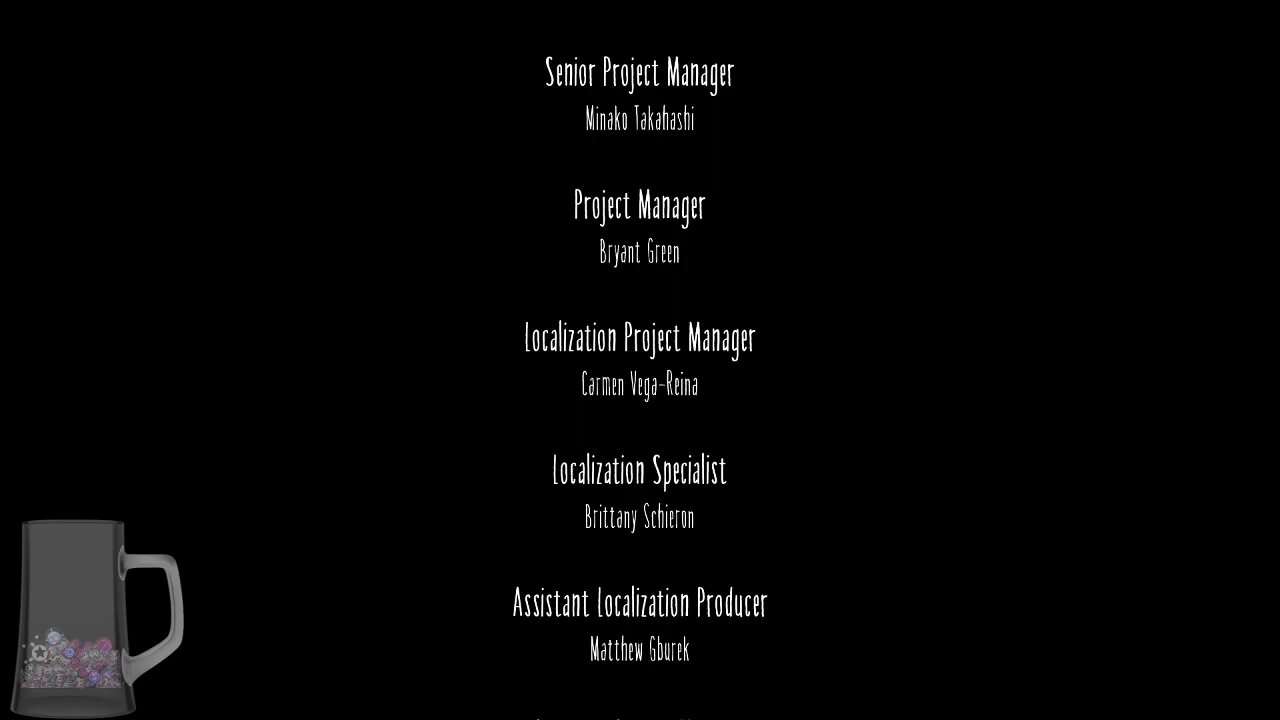 Senior Project Manager
Minako Takahashi
Project Manager
Bryant Green
Localization Project Manager
Carmen Vega-Reina
Localization Specialist
Brittany Schieron
Assistant Localization Producer
Matthew Gburek